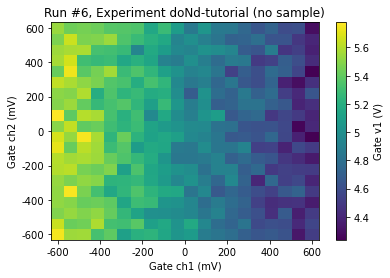 Run #6, Experiment doNd-tutorial (no sample)
Gate ch2 (mV)
600
400
200
0
-200
-400
-600
-600 -400 -200 0 200 400 600
Gate ch1 (mV)
5.6
5.4
5.2
5
4.8
4.6
4.4
Gate v1 (V)